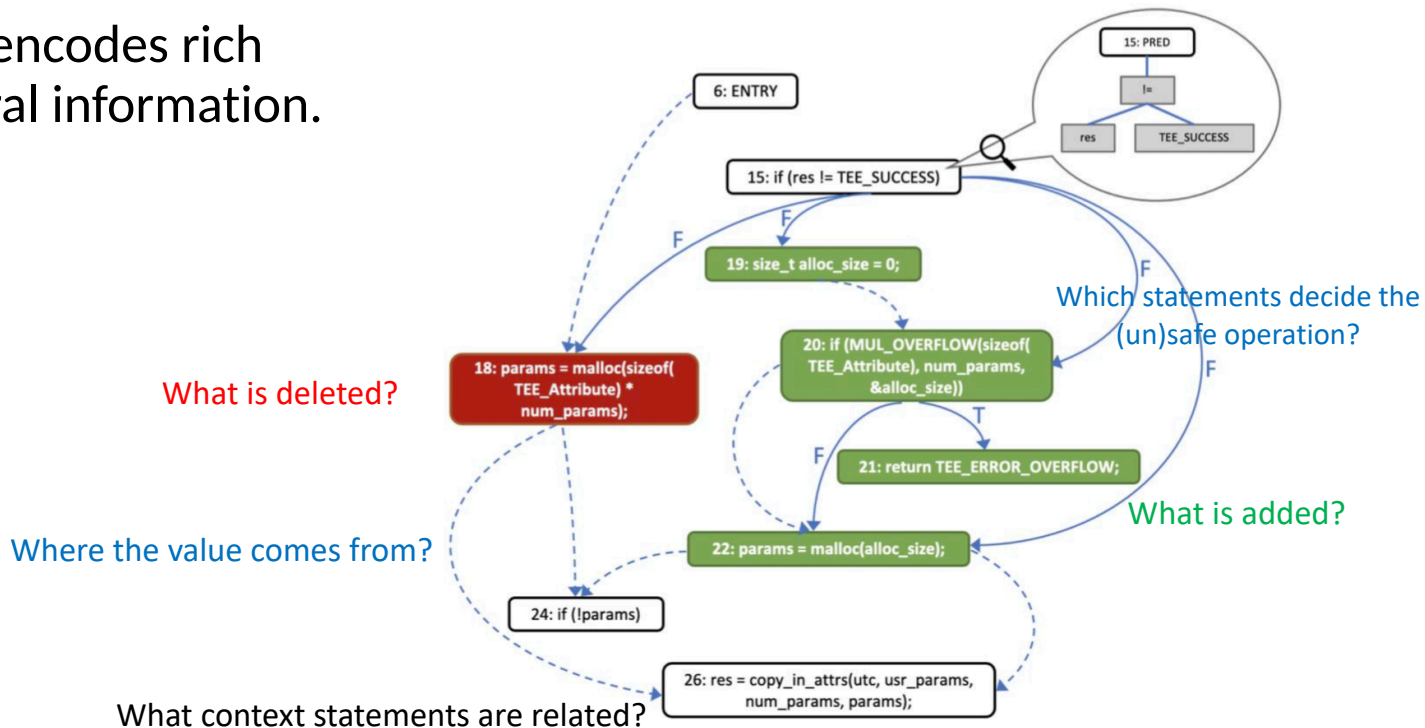 encodes rich
ral information.
15: PRED
!=
res
TEE_SUCCESS
6: ENTRY
15: if (res != TEE_SUCCESS)
F
F
F
F
19: size_t alloc_size = 0;
Which statements decide the
(un)safe operation?
20: if (MUL_OVERFLOW(sizeof(
TEE_Attribute), num_params,
&alloc_size))
What is deleted?
18: params = malloc(sizeof(
TEE_Attribute) *
num_params);
T
F
21: return TEE_ERROR_OVERFLOW;
What is added?
Where the value comes from?
22: params = malloc(alloc_size);
24: if (!params)
26: res = copy_in_attrs(utc, usr_params,
num_params, params);
What context statements are related?